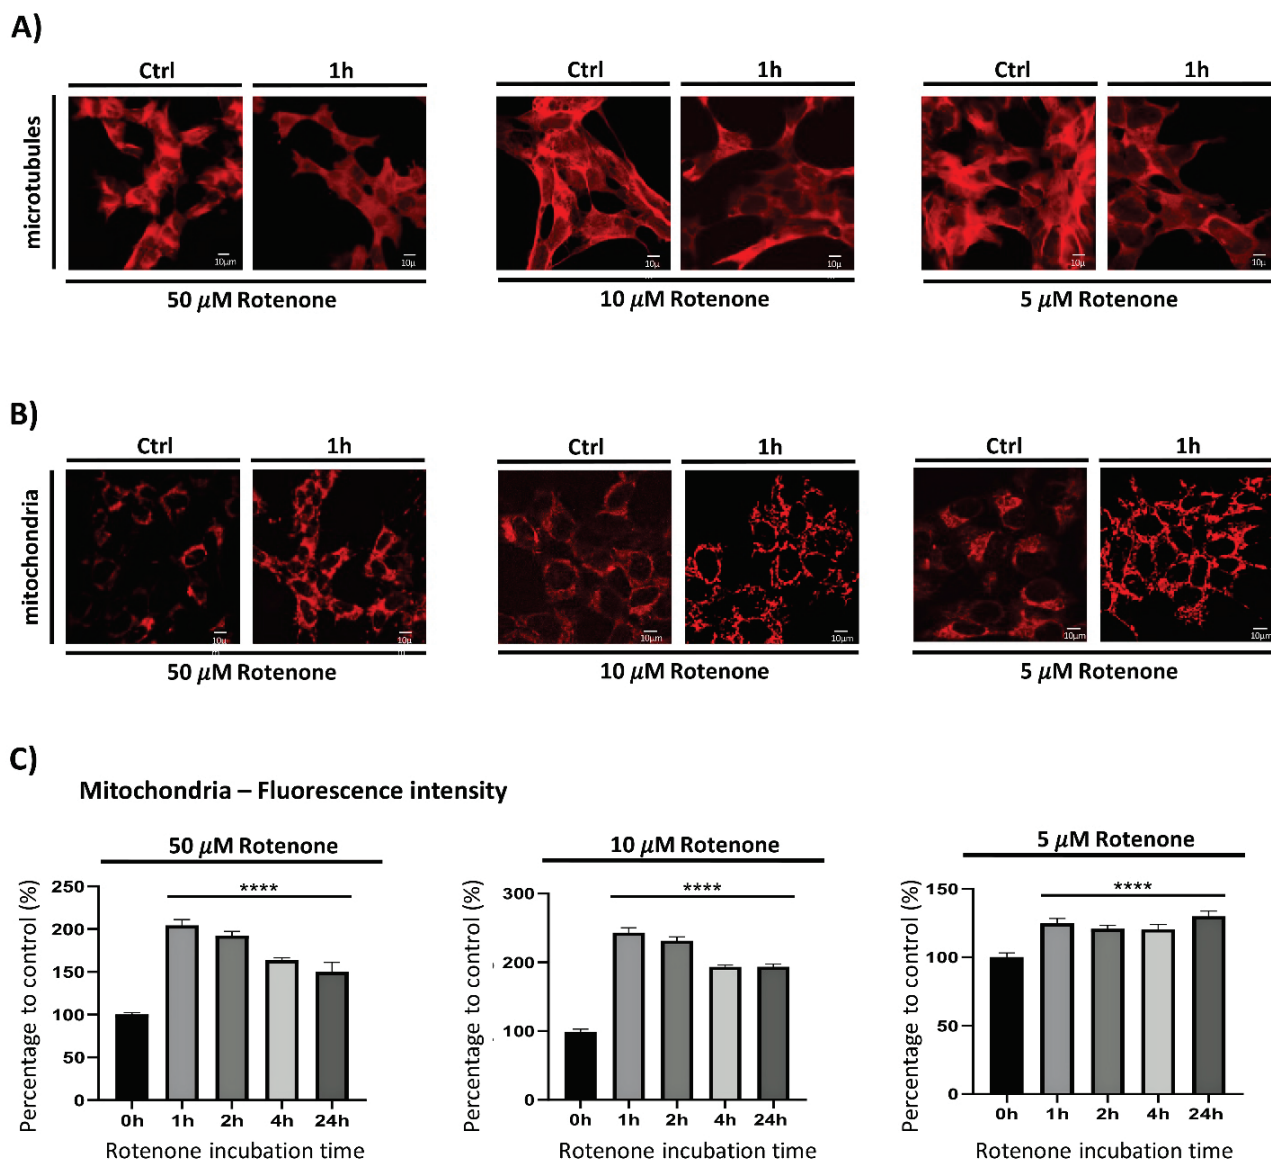 A)
Ctrl 1h Ctrl 1h Ctrl 1h
microtubules
10µm 10µ 10µ 10µ 10µm 10µ
50 µM Rotenone 10 µM Rotenone 5 µM Rotenone
B)
Ctrl 1h Ctrl 1h Ctrl 1h
mitochondria
10µ 10µ 10µm 10µm 10µm 10µm
m m
50 µM Rotenone 10 µM Rotenone 5 µM Rotenone
C)
Mitochondria – Fluorescence intensity
50 µM Rotenone
Percentage to control (%)
250
200
150
100
50
0
****
0h 1h 2h 4h 24h
Rotenone incubation time
10 µM Rotenone
Percentage to control (%)
300
200
100
0
****
0h 1h 2h 4h 24h
Rotenone incubation time
5 µM Rotenone
Percentage to control (%)
150
100
50
0
****
0h 1h 2h 4h 24h
Rotenone incubation time